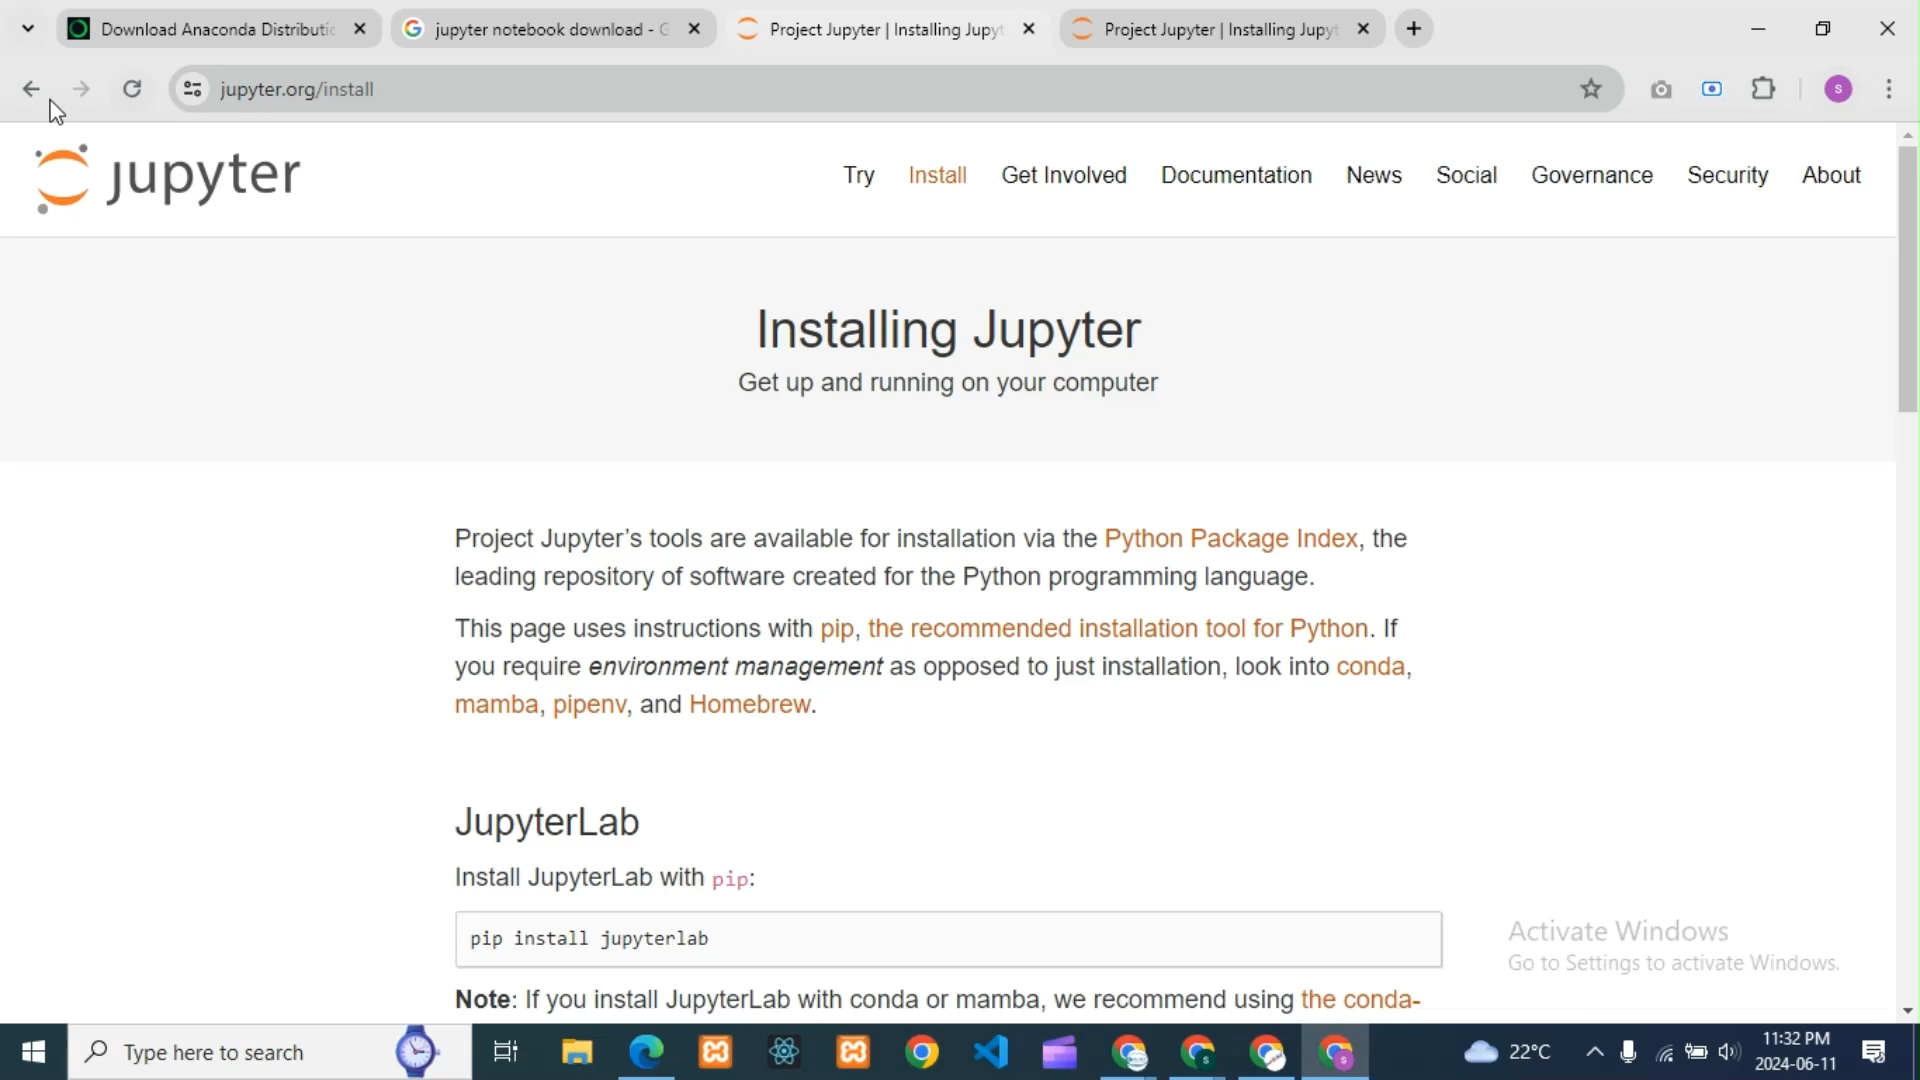 Download Anaconda Distributic
jupyter notebook download - G
Project Jupyter | Installing Jupyt
Project Jupyter | Installing Jupyt
jupyter.org/install
S
jupyter
Try
Install
Get Involved
Documentation
News
Social
Governance
Security
About
Installing Jupyter
Get up and running on your computer
Project Jupyter’s tools are available for installation via the Python Package Index, the
leading repository of software created for the Python programming language.
This page uses instructions with pip, the recommended installation tool for Python. If
you require environment management as opposed to just installation, look into conda,
mamba, pipenv, and Homebrew.
JupyterLab
Install JupyterLab with pip:
pip install jupyterlab
Note: If you install JupyterLab with conda or mamba, we recommend using the conda-
Activate Windows
Go to Settings to activate Windows.
Type here to search
22°C
11:32 PM
2024-06-11